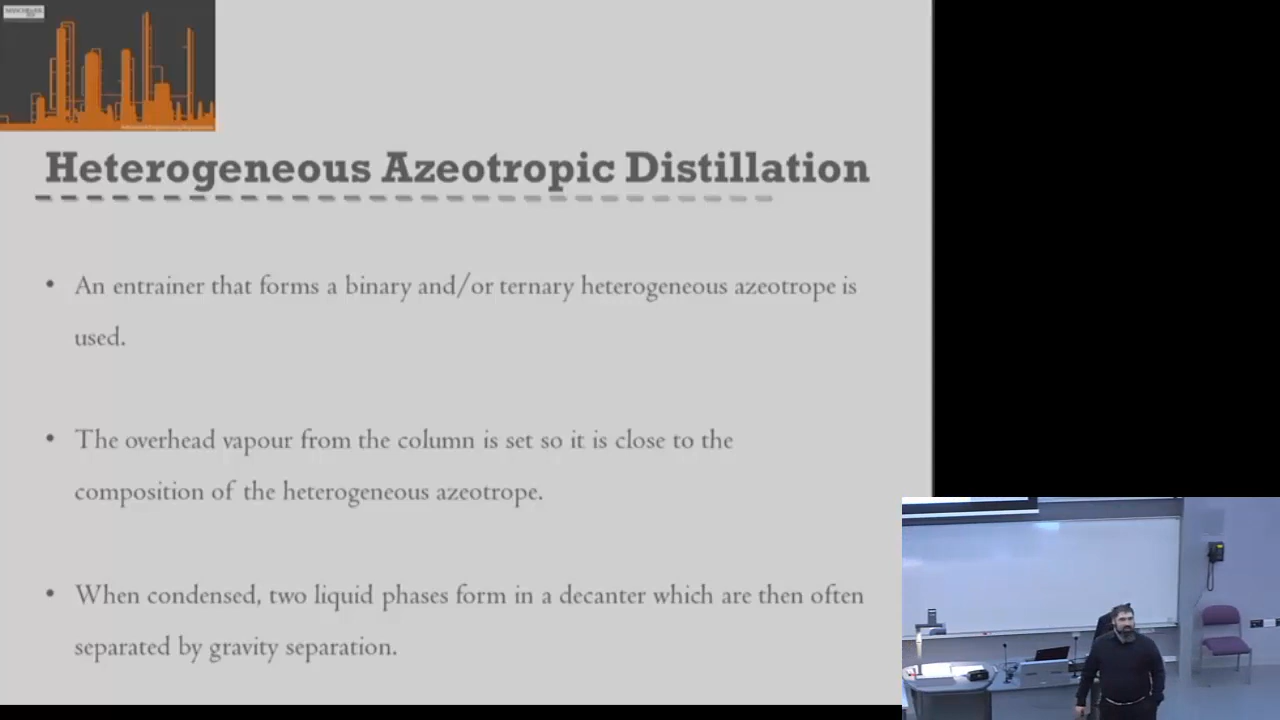 Heterogeneous Azeotropic Distillation
• An entrainer that forms a binary and/or ternary heterogeneous azeotrope is
used.
• The overhead vapour from the column is set so it is close to the
composition of the heterogeneous azeotrope.
• When condensed, two liquid phases form in a decanter which are then often
separated by gravity separation.